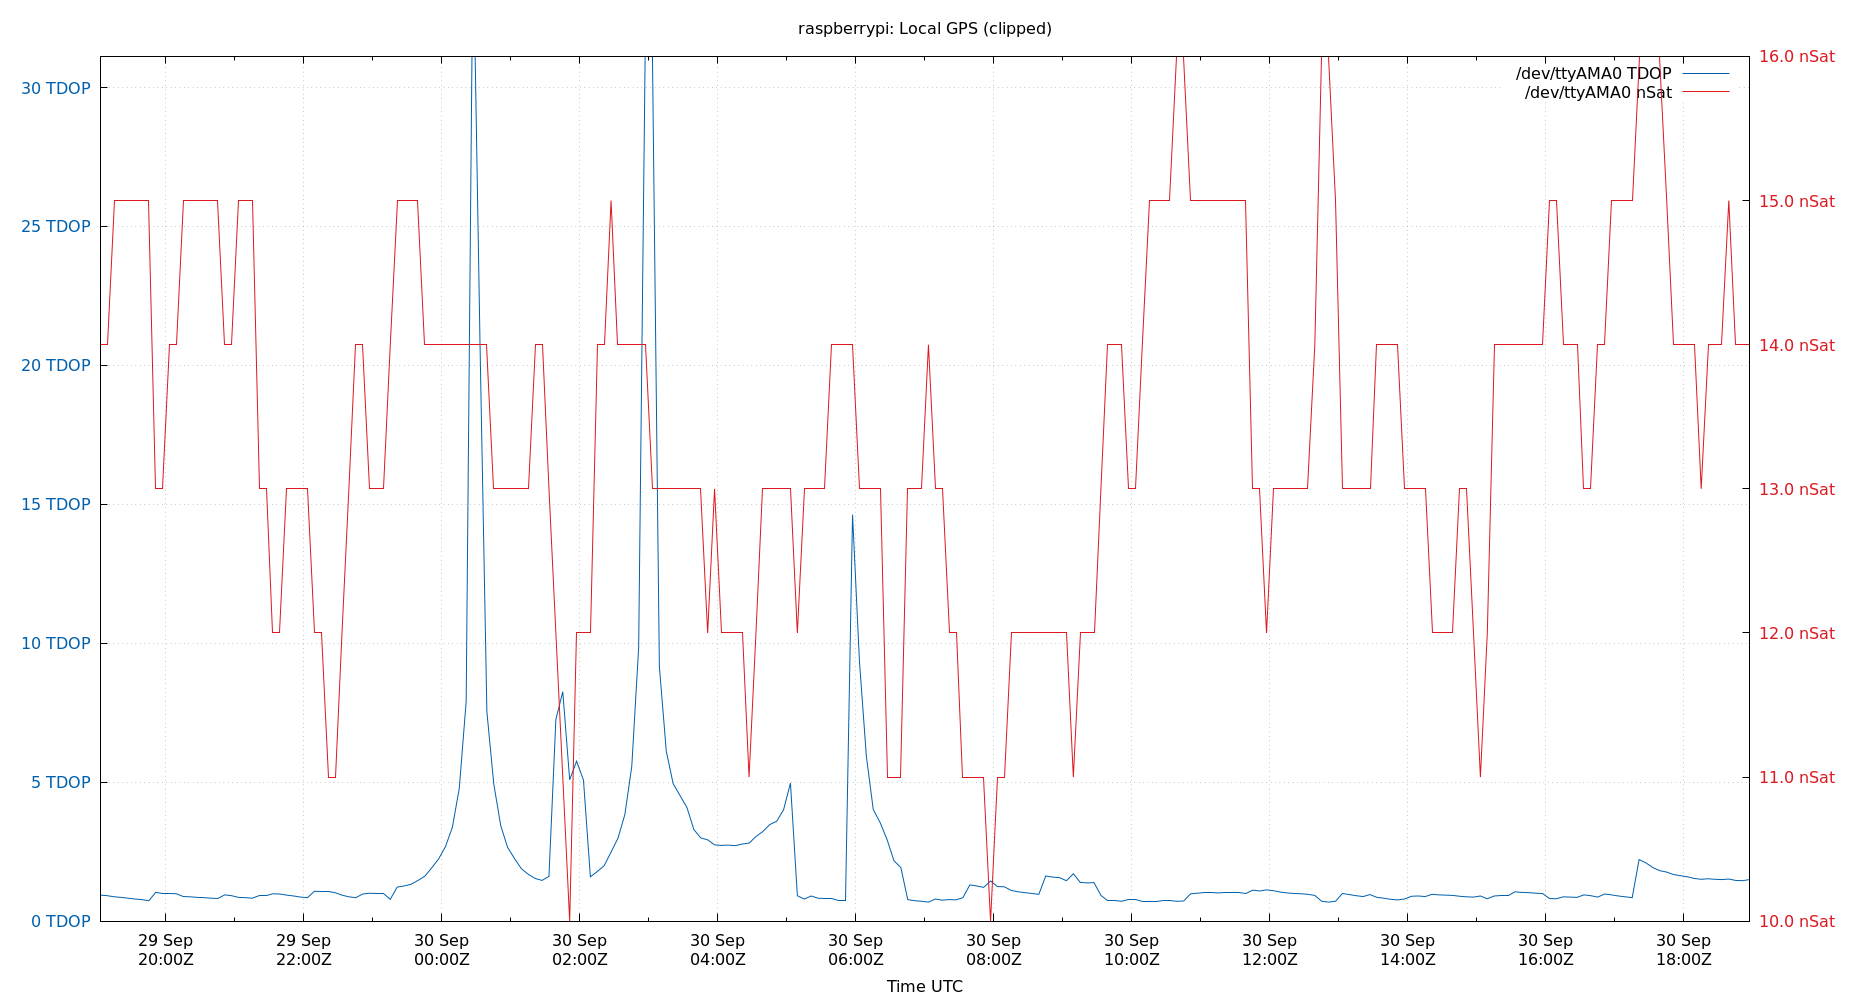 raspberrypi: Local GPS (clipped)
/dev/ttyAMA0 TDOP
/dev/ttyAMA0 nSat
30 TDOP
25 TDOP
20 TDOP
15 TDOP
10 TDOP
5 TDOP
0 TDOP
16.0 nSat
15.0 nSat
14.0 nSat
13.0 nSat
12.0 nSat
11.0 nSat
10.0 nSat
29 Sep
20:00Z
29 Sep
22:00Z
30 Sep
00:00Z
30 Sep
02:00Z
30 Sep
04:00Z
30 Sep
06:00Z
30 Sep
08:00Z
30 Sep
10:00Z
30 Sep
12:00Z
30 Sep
14:00Z
30 Sep
16:00Z
30 Sep
18:00Z
Time UTC